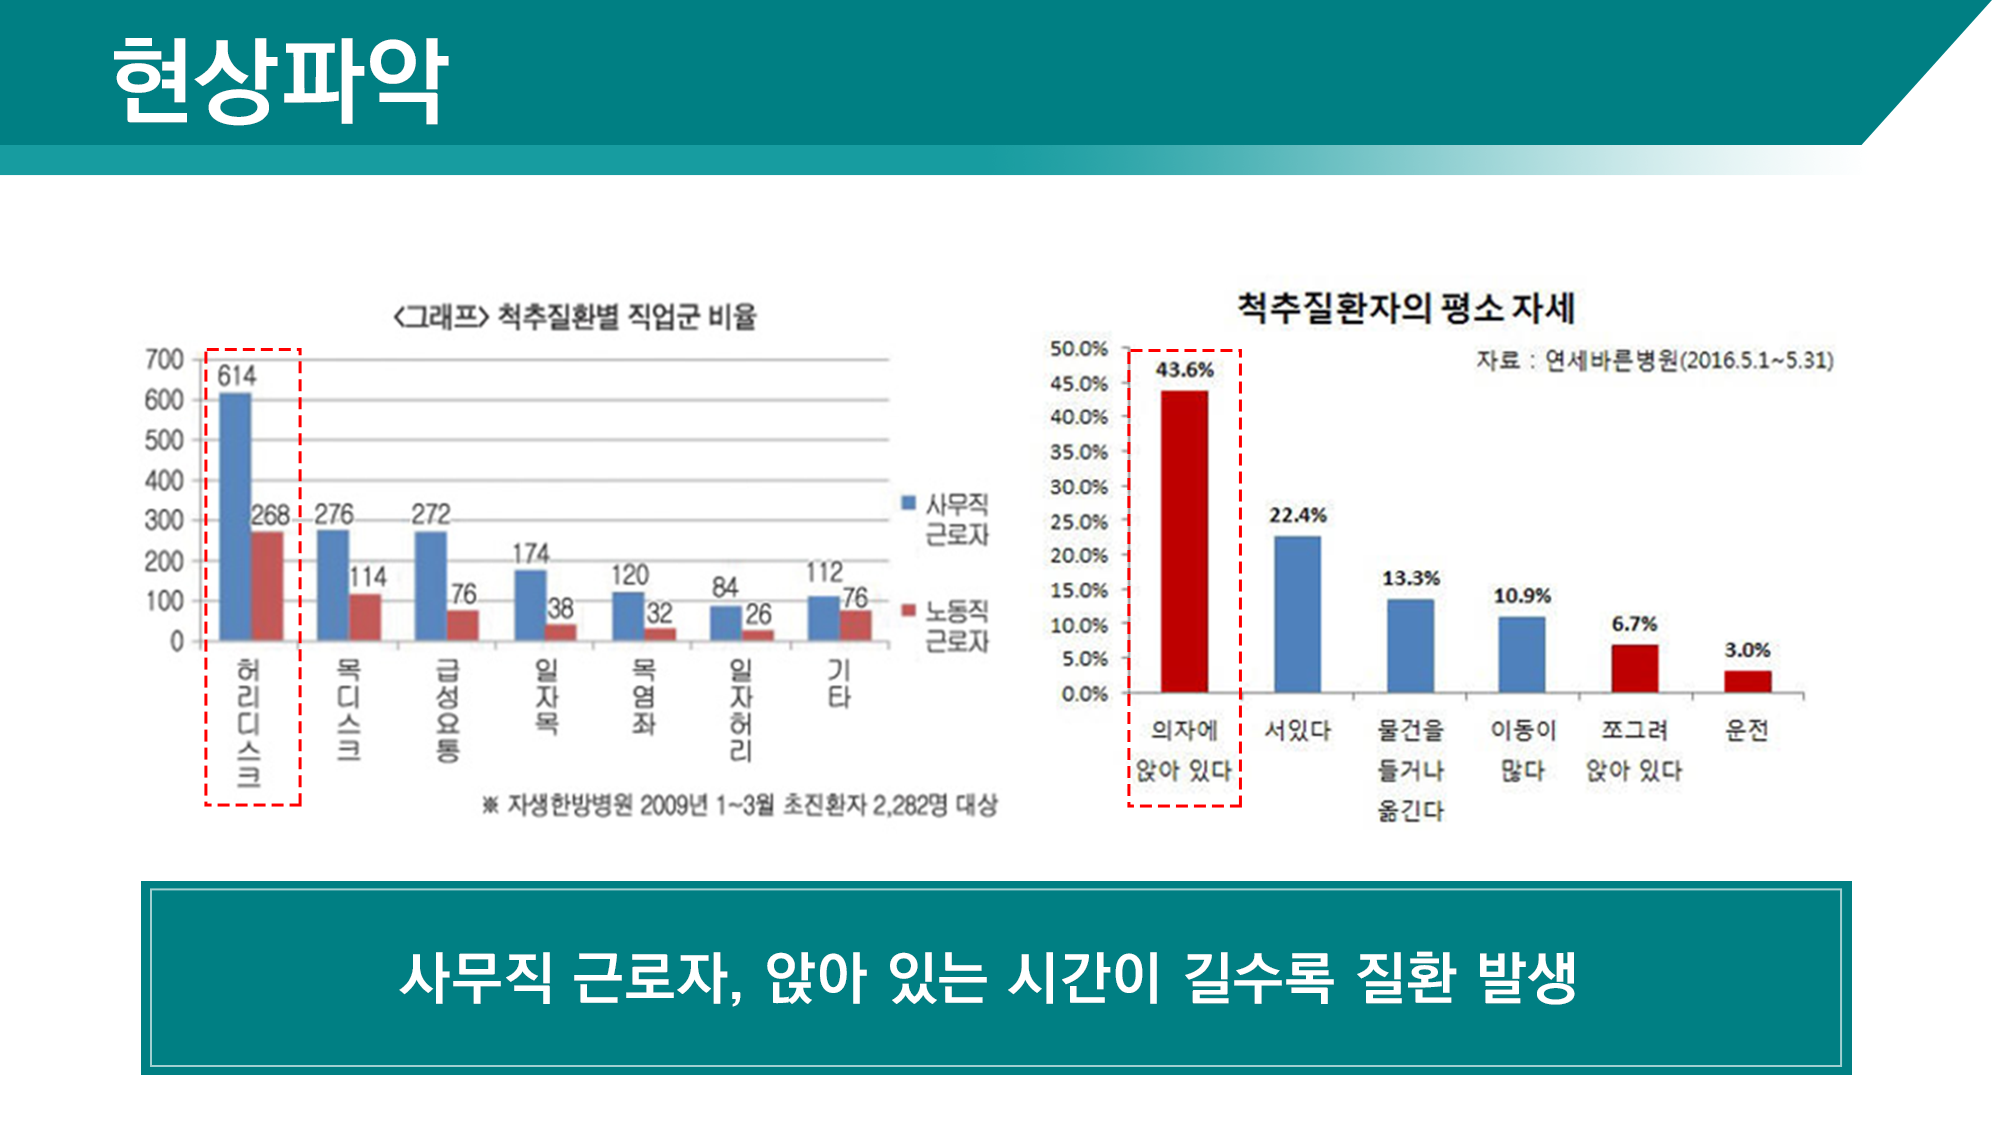 현상파악
<그래프> 척추질환별 직업군 비율
700
600
500
400
300
200
100
0
614
268
276
114
272
76
174
38
120
32
84
26
112
76
허리디스크
목디스크
급성요통
일자목
목염좌
일자허리
기타
사무직
근로자
노동직
근로자
※ 자생한방병원 2009년 1~3월 초진환자 2,282명 대상
척추질환자의 평소 자세
자료 : 연세바른병원(2016.5.1~5.31)
50.0%
45.0%
40.0%
35.0%
30.0%
25.0%
20.0%
15.0%
10.0%
5.0%
0.0%
43.6%
22.4%
13.3%
10.9%
6.7%
3.0%
의자에
앉아 있다
서있다
물건을
들거나
옮긴다
이동이
많다
쪼그려
앉아 있다
운전
사무직 근로자, 앉아 있는 시간이 길수록 질환 발생